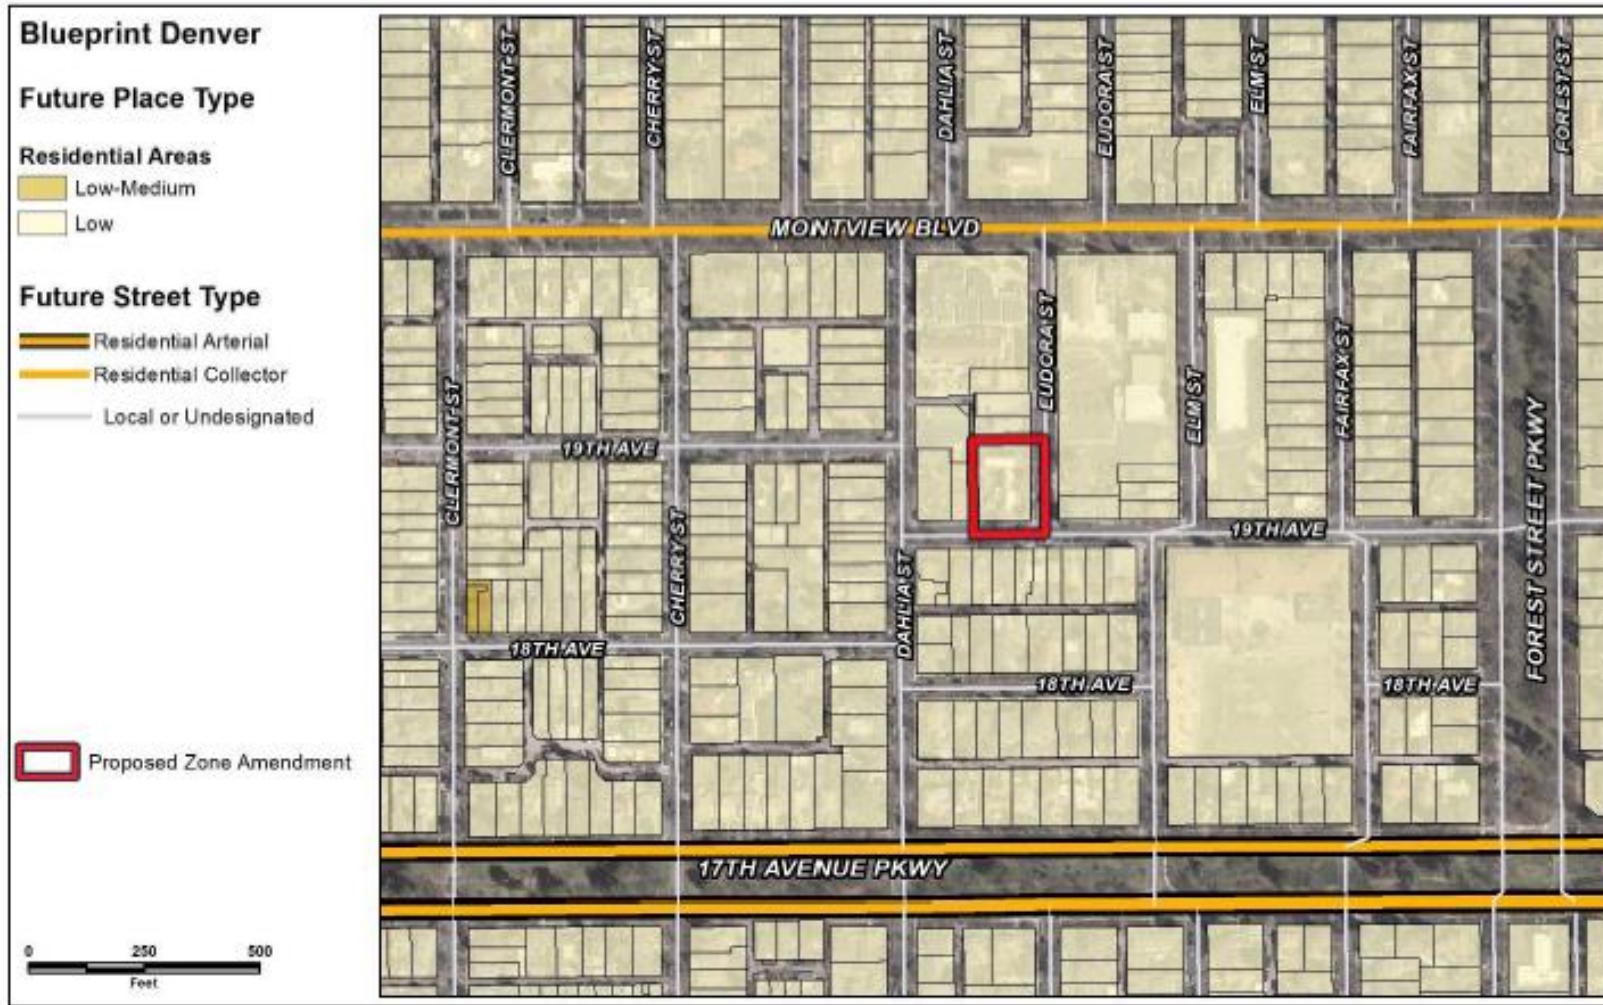 Blueprint Denver
Future Place Type
Residential Areas
Low-Medium
Low
Future Street Type
Residential Arterial
Residential Collector
Local or Undesignated
Proposed Zone Amendment
0 250 500
Feet
CLERMONT ST
CHERRY ST
DAHLIA ST
EUDORA ST
ELM ST
FAIRFAX ST
FOREST ST
MONTVIEW BLVD
CLERMONT ST
EUDORA ST
ELM ST
FAIRFAX ST
FOREST STREET PKWY
19TH AVE
CHERRY ST
19TH AVE
DAHLIA ST
18TH AVE
18TH AVE
18TH AVE
17TH AVENUE PKWY